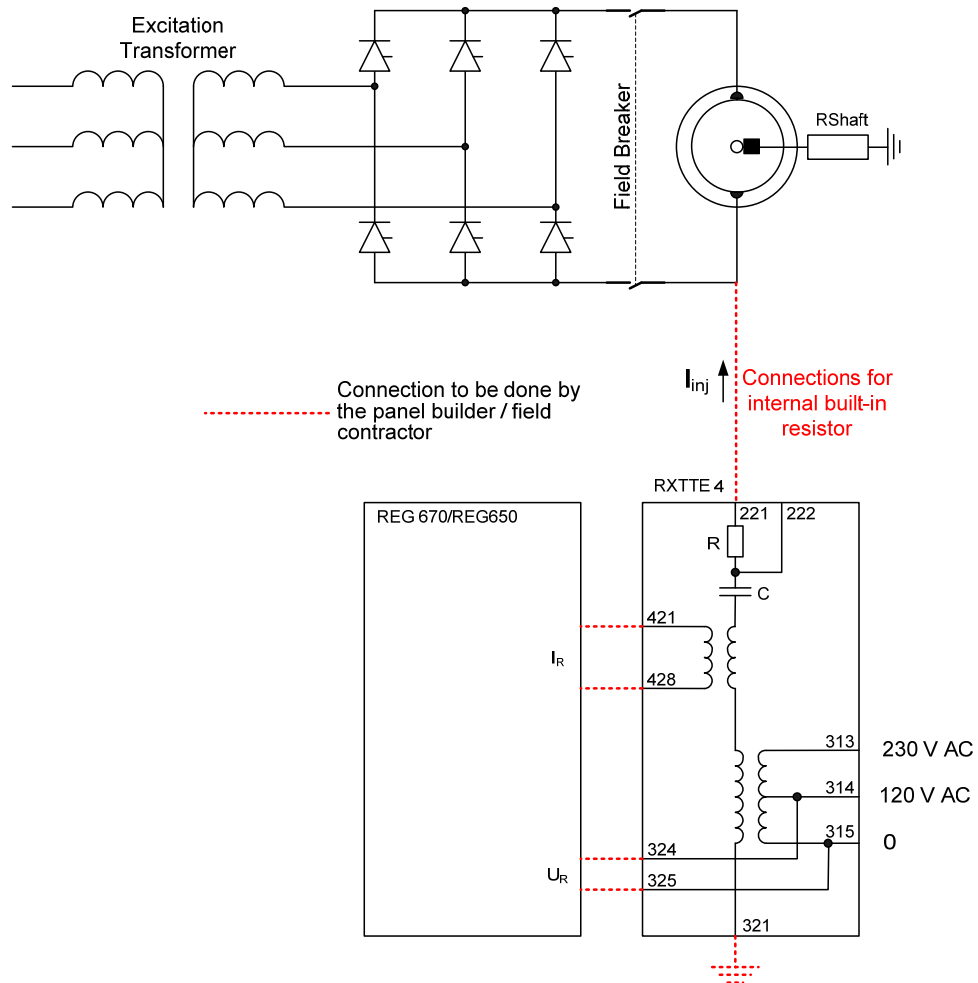 Excitation
Transformer
Field Breaker
RShaft
Iinj
Connections for
internal built-in
resistor
Connection to be done by
the panel builder / field
contractor
RXTTE 4
REG 670/REG650
221
222
R
C
421
IR
428
313
230 V AC
314
120 V AC
315
0
324
UR
325
321